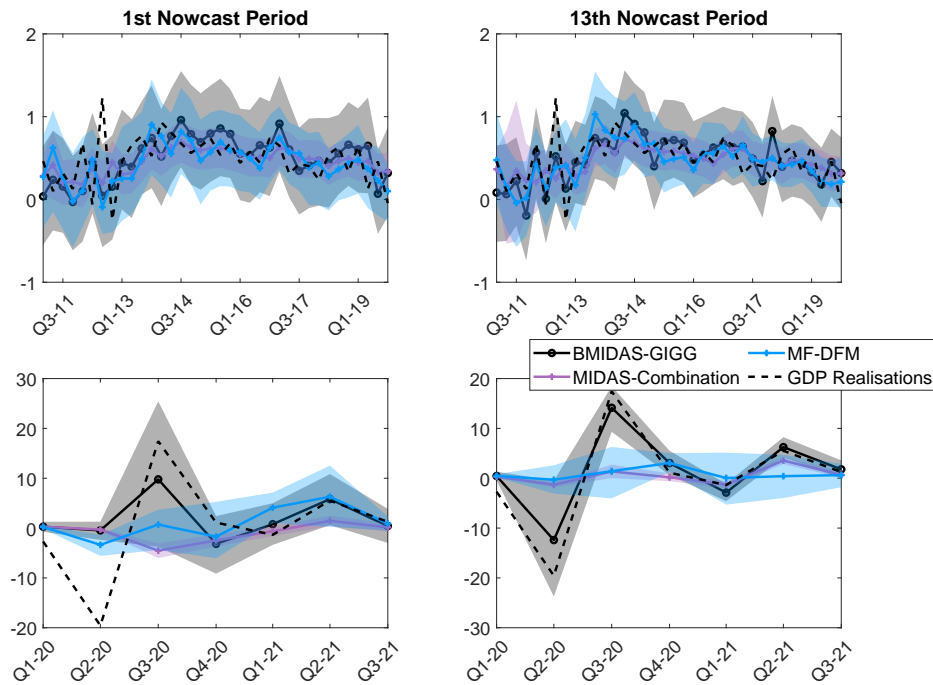 1st Nowcast Period
2
1
0
-1
Q3-11
Q1-13
Q3-14
Q1-16
Q3-17
Q1-19
13th Nowcast Period
2
1
0
-1
Q3-11
Q1-13
Q3-14
Q1-16
Q3-17
Q1-19
BMIDAS-GIGG
MF-DFM
MIDAS-Combination
GDP Realisations
30
20
10
0
-10
-20
Q1-20
Q2-20
Q3-20
Q4-20
Q1-21
Q2-21
Q3-21
20
10
0
-10
-20
-30
Q1-20
Q2-20
Q3-20
Q4-20
Q1-21
Q2-21
Q3-21